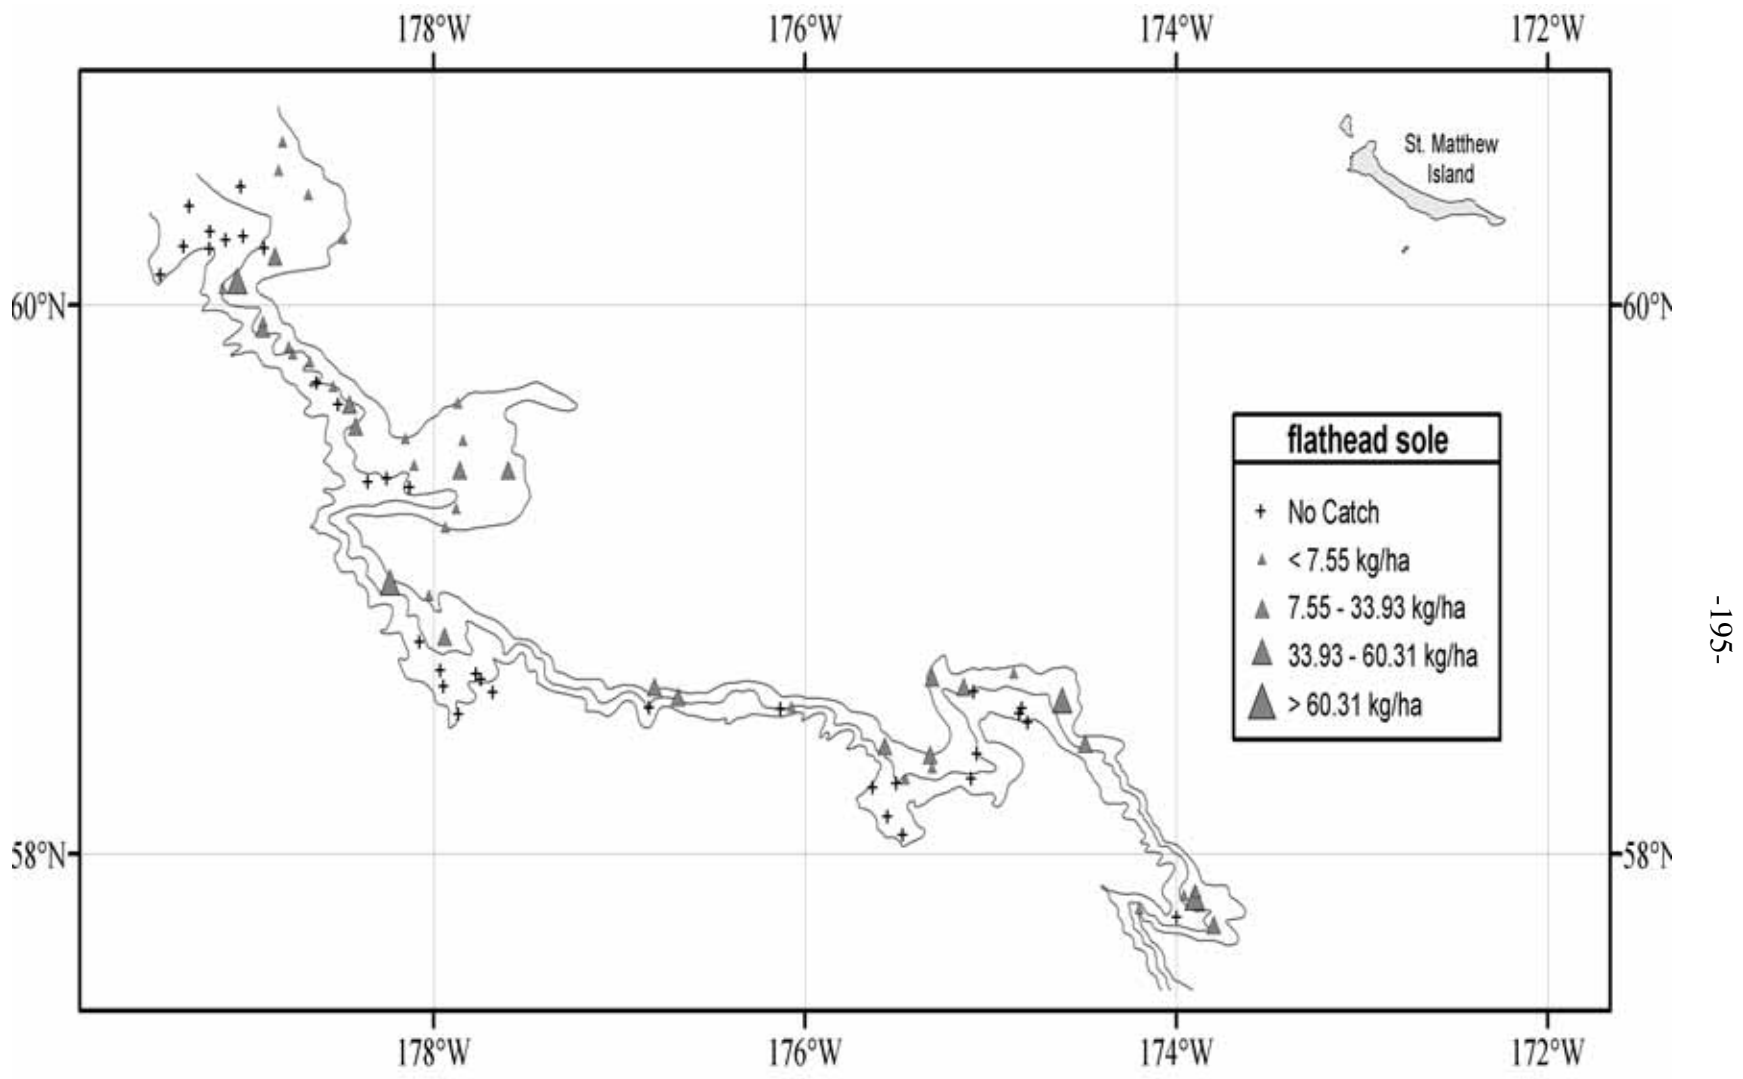 178°W 176°W 174°W 172°W
St. Matthew
Island
60°N 60°N
flathead sole
No Catch
< 7.55 kg/ha
7.55 - 33.93 kg/ha
33.93 - 60.31 kg/ha
> 60.31 kg/ha
-195-
58°N 58°N
178°W 176°W 174°W 172°W